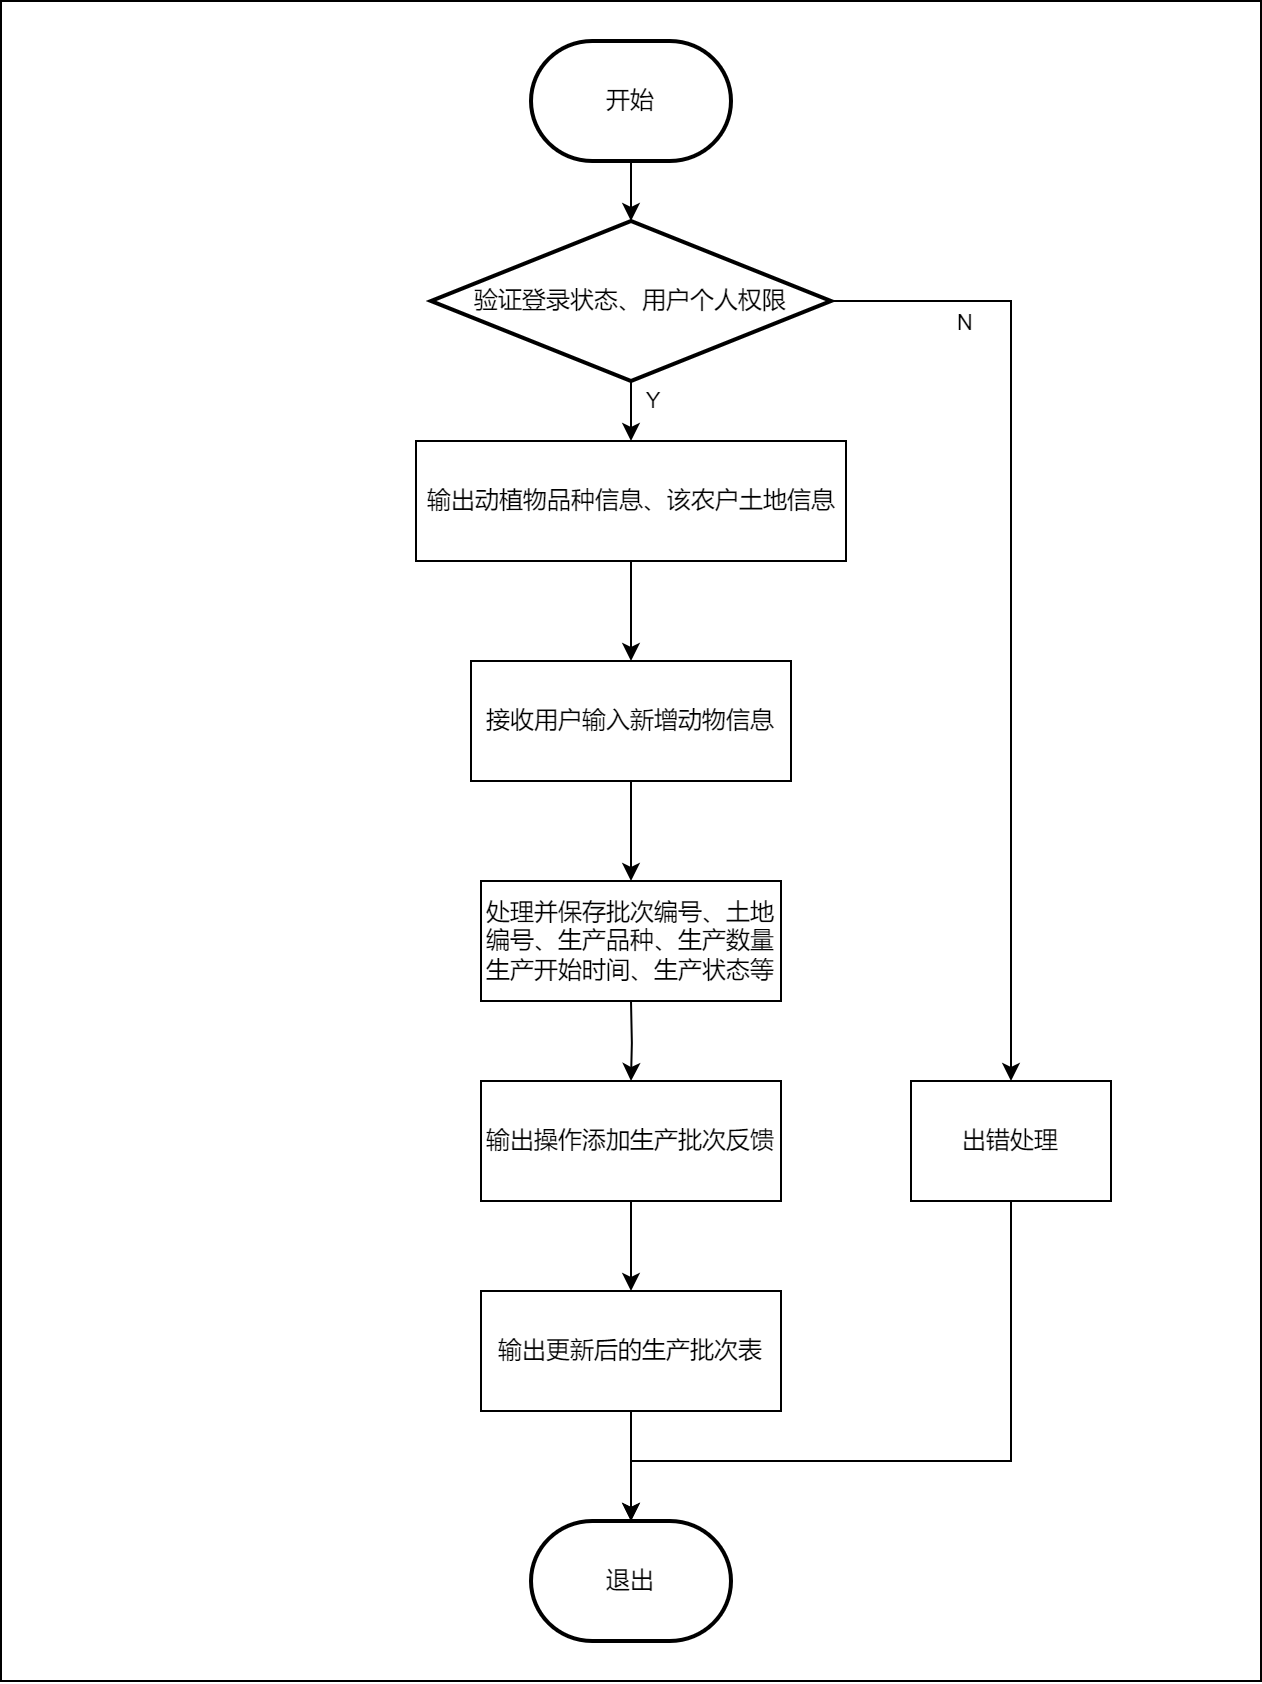 开始
验证登录状态、用户个人权限
N
Y
输出动植物品种信息、该农户土地信息
接收用户输入新增动物信息
处理并保存批次编号、土地
编号、生产品种、生产数量
生产开始时间、生产状态等
输出操作添加生产批次反馈
出错处理
输出更新后的生产批次表
退出